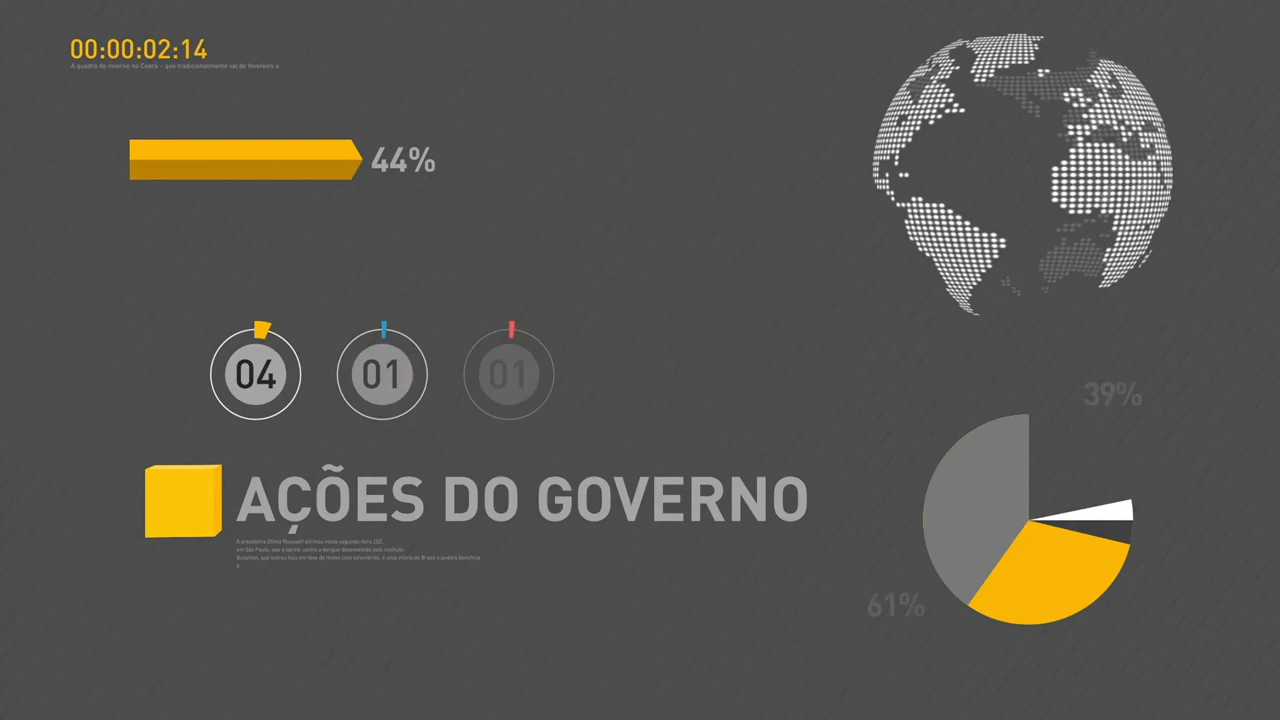 00:00:02:14
A quadra de inverno no Ceará – que tradicionalmente vai de fevereiro a
44%
04
01
01
39%
AÇÕES DO GOVERNO
A presidenta Dilma Rousseff afirmou nesta segunda-feira (22),
em São Paulo, que a vacina contra a dengue desenvolvida pelo Instituto
Butantan, que entrou hoje em fase de testes com voluntários, é uma vitória do Brasil e poderá beneficia
61%